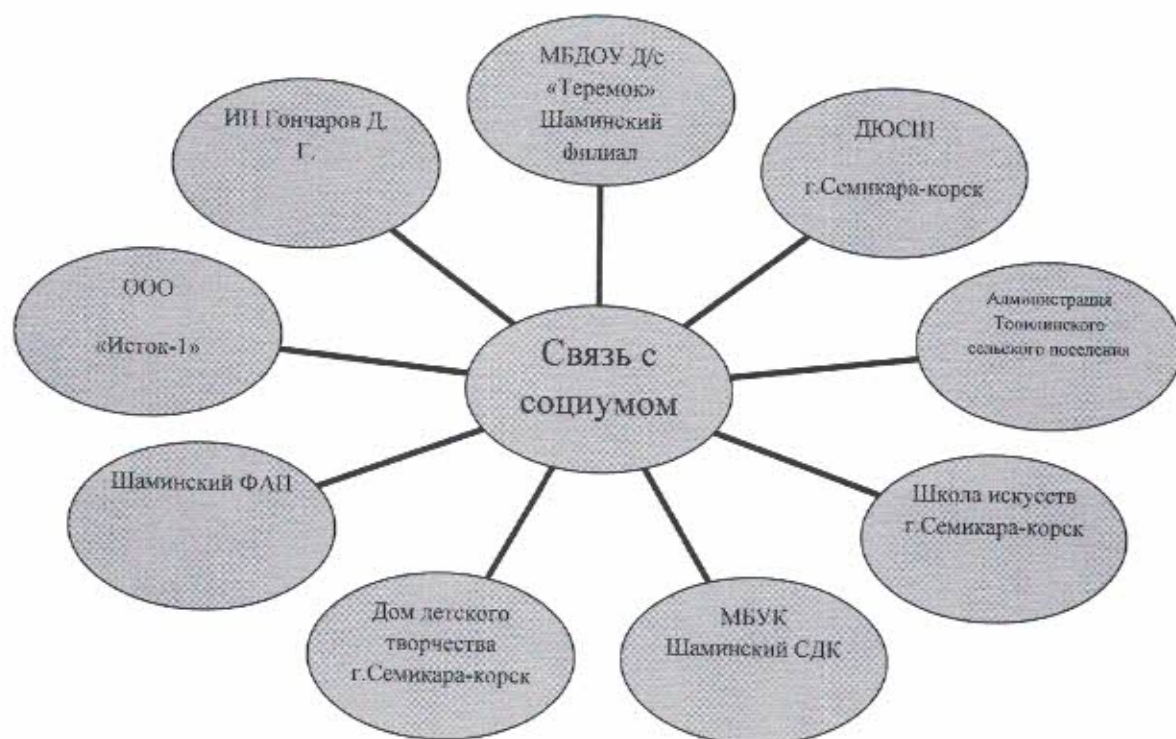 МБДОУ Д/с
«Теремок»
Шаминский
филиал
ИП Гончаров Д.
Г.
ДЮСШ
г.Семикара-корск
ООО
«Исток-1»
Администрация
Топилинского
сельского поселения
Связь с
социумом
Шаминский ФАП
Школа искусств
г.Семикара-корск
Дом детского
творчества
г.Семикара-корск
МБУК
Шаминский СДК